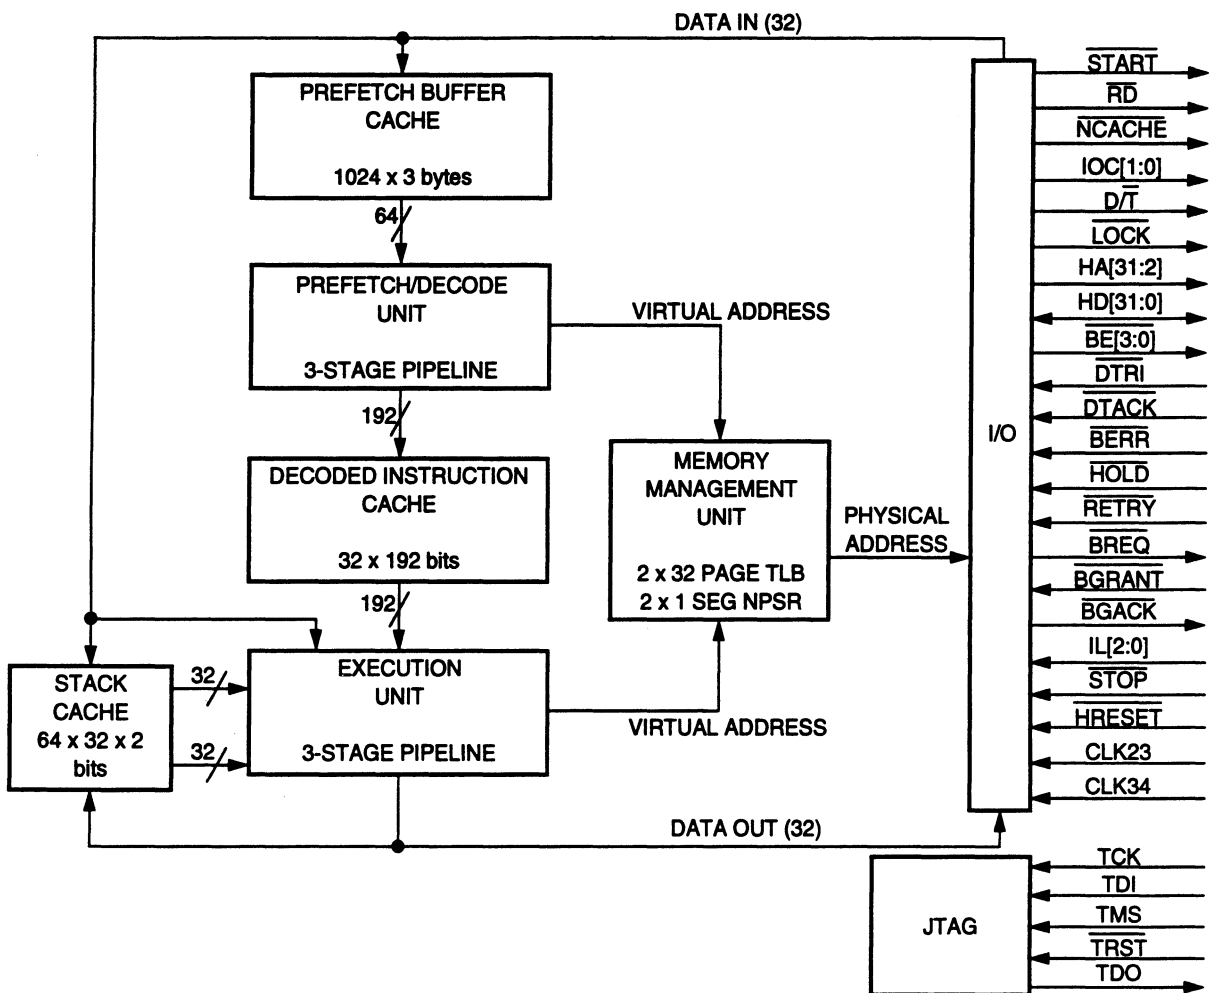 DATA IN (32)
PREFETCH BUFFER
CACHE
1024 x 3 bytes
64
PREFETCH/DECODE
UNIT
3-STAGE PIPELINE
VIRTUAL ADDRESS
192
DECODED INSTRUCTION
CACHE
32 x 192 bits
192
MEMORY
MANAGEMENT
UNIT
2 x 32 PAGE TLB
2 x 1 SEG NPSR
PHYSICAL
ADDRESS
STACK
CACHE
64 x 32 x 2
bits
32
32
EXECUTION
UNIT
3-STAGE PIPELINE
VIRTUAL ADDRESS
DATA OUT (32)
I/O
START
RD
NCACHE
IOC[1:0]
D/T
LOCK
HA[31:2]
HD[31:0]
BE[3:0]
DTRI
DTACK
BERR
HOLD
RETRY
BREQ
BGRANT
BGACK
IL[2:0]
STOP
HRESET
CLK23
CLK34
JTAG
TCK
TDI
TMS
TRST
TDO